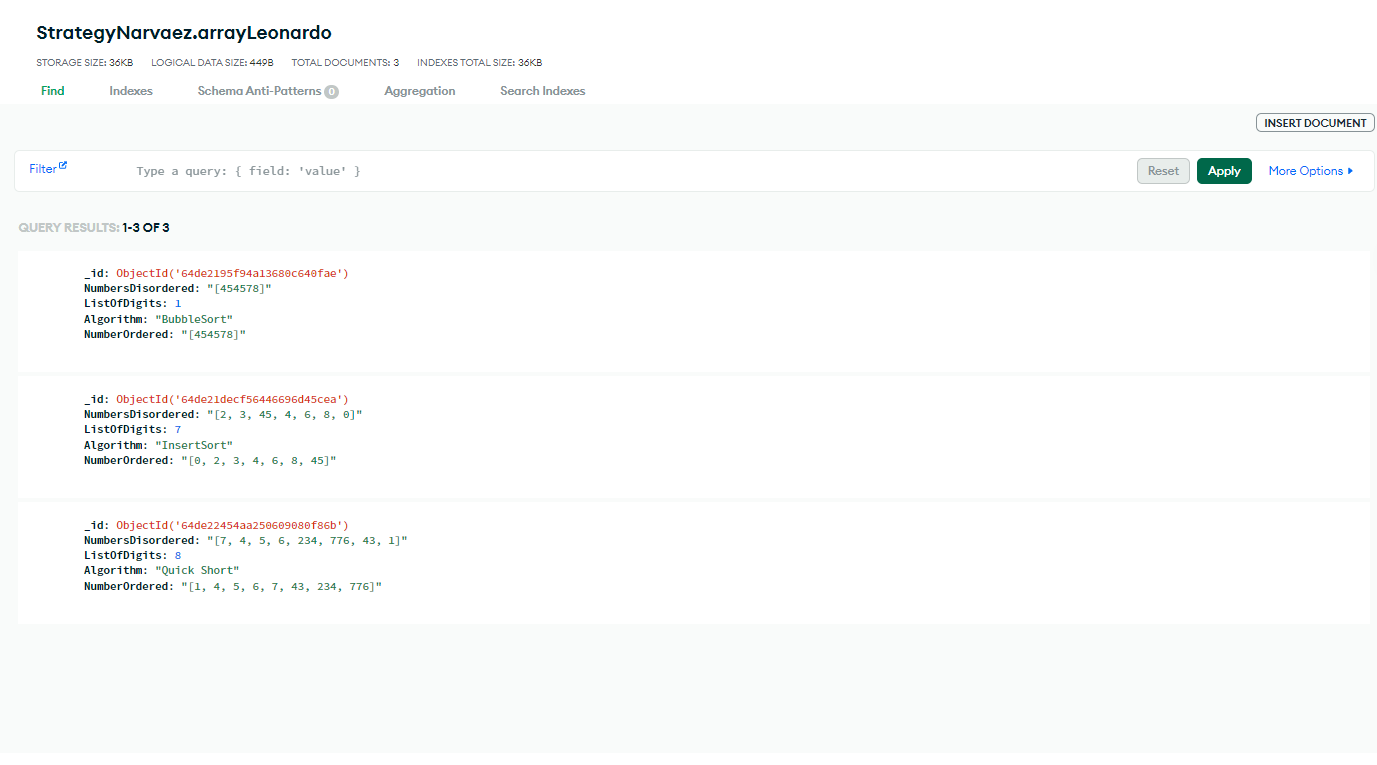 StrategyNarvaez.arrayLeonardo
STORAGE SIZE: 36KB LOGICAL DATA SIZE: 449B TOTAL DOCUMENTS: 3 INDEXES TOTAL SIZE: 36KB
Find Indexes Schema Anti-Patterns 0 Aggregation Search Indexes
INSERT DOCUMENT
Filter Type a query: { field: 'value' } Reset Apply More Options
QUERY RESULTS: 1-3 OF 3
_id: ObjectId('64de2195f94a13680c640fae')
NumbersDisordered: "[454578]"
ListOfDigits: 1
Algorithm: "BubbleSort"
NumberOrdered: "[454578]"
_id: ObjectId('64de21decf56446696d45cea')
NumbersDisordered: "[2, 3, 45, 4, 6, 8, 0]"
ListOfDigits: 7
Algorithm: "InsertSort"
NumberOrdered: "[0, 2, 3, 4, 6, 8, 45]"
_id: ObjectId('64de22454aa250609080f86b')
NumbersDisordered: "[7, 4, 5, 6, 234, 776, 43, 1]"
ListOfDigits: 8
Algorithm: "Quick Short"
NumberOrdered: "[1, 4, 5, 6, 7, 43, 234, 776]"